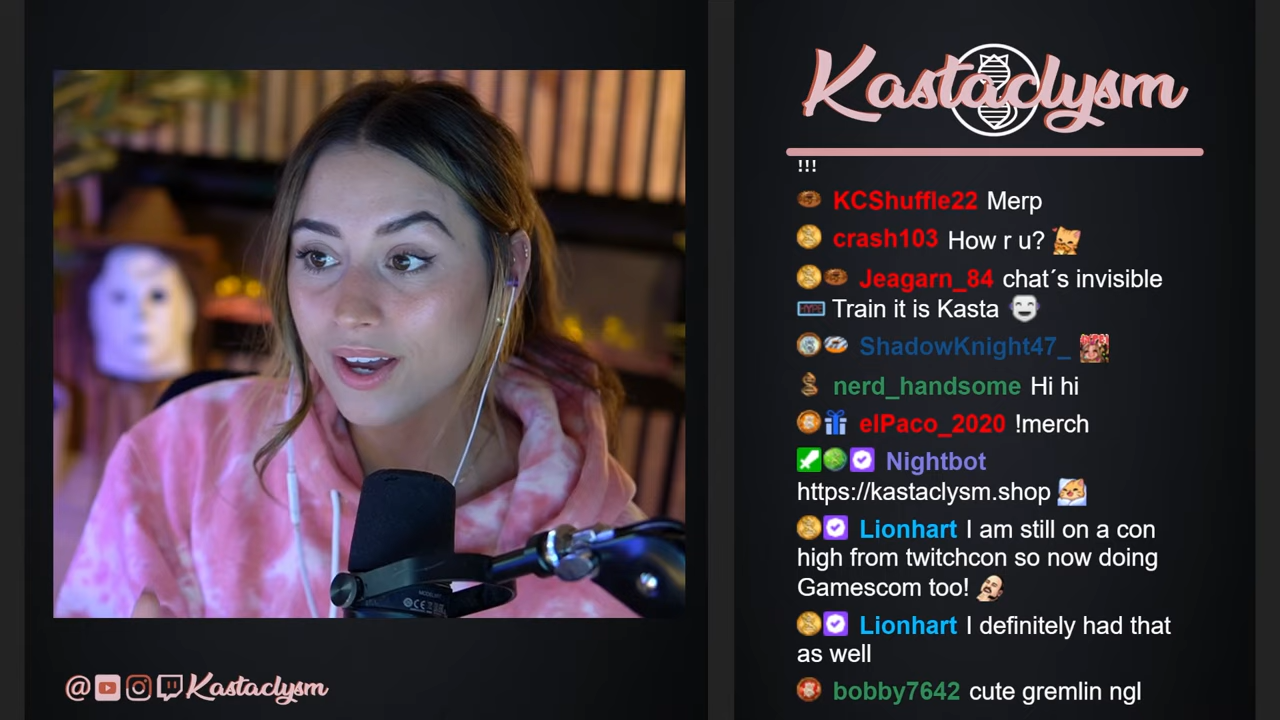 Kastaclysm
!!!
KCShuffle22 Merp
crash103 How r u?
Jeagarn_84 chat´s invisible
HYPE Train it is Kasta
ShadowKnight47_
nerd_handsome Hi hi
elPaco_2020 !merch
Nightbot
https://kastaclysm.shop
Lionhart I am still on a con
high from twitchcon so now doing
Gamescom too!
Lionhart I definitely had that
as well
bobby7642 cute gremlin ngl
@ Kastaclysm